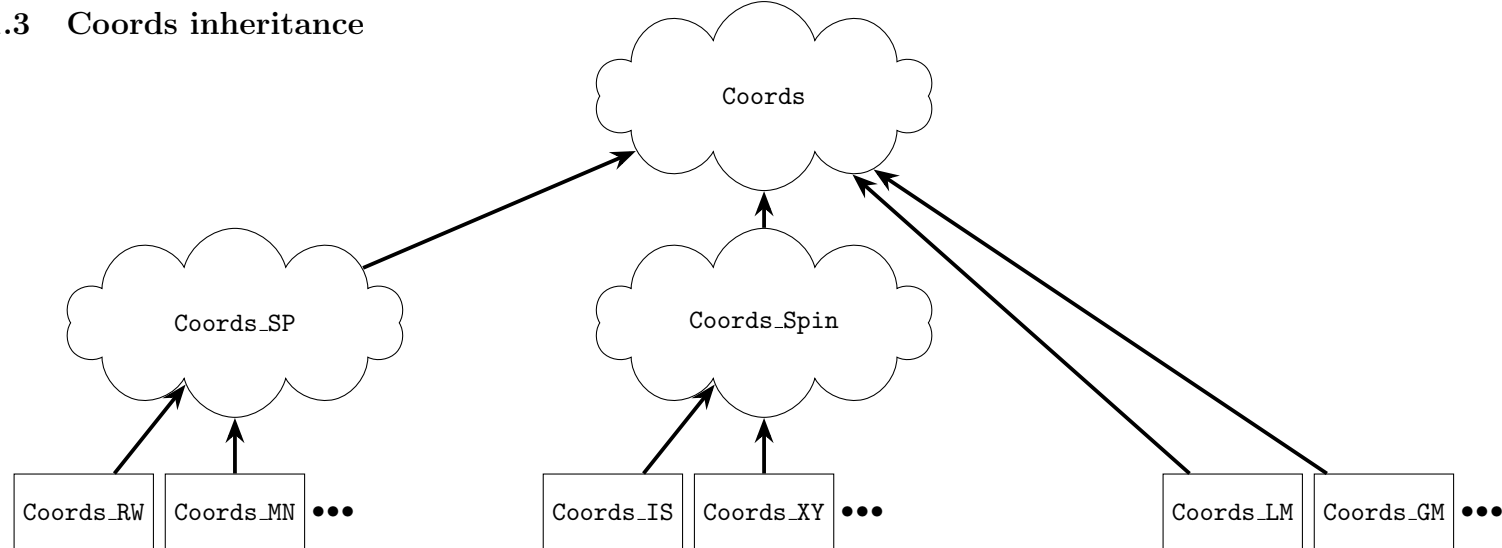 .3 Coords inheritance
Coords
Coords_SP
Coords_Spin
Coords_RW Coords_MN ••• Coords_IS Coords_XY ••• Coords_LM Coords_GM •••